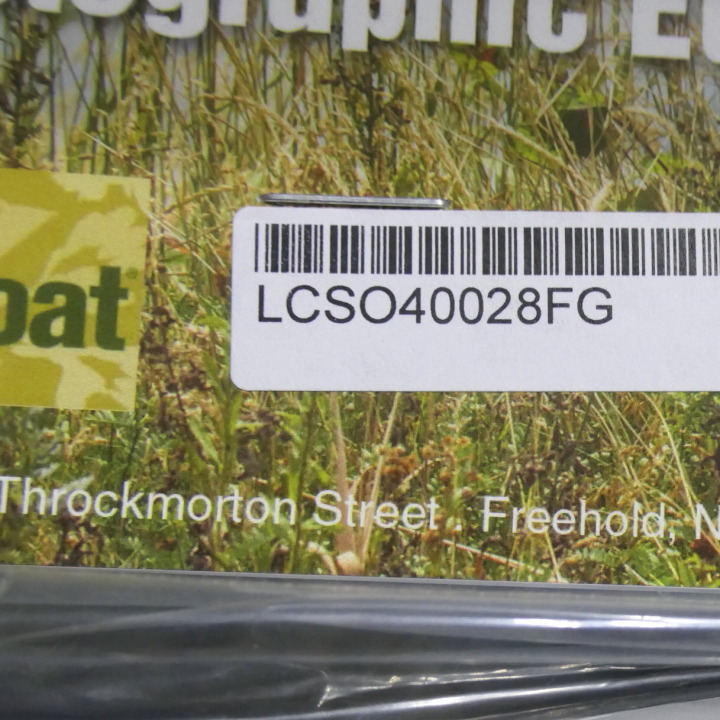 oat
LCSO40028FG
Throckmorton Street Freehold, N